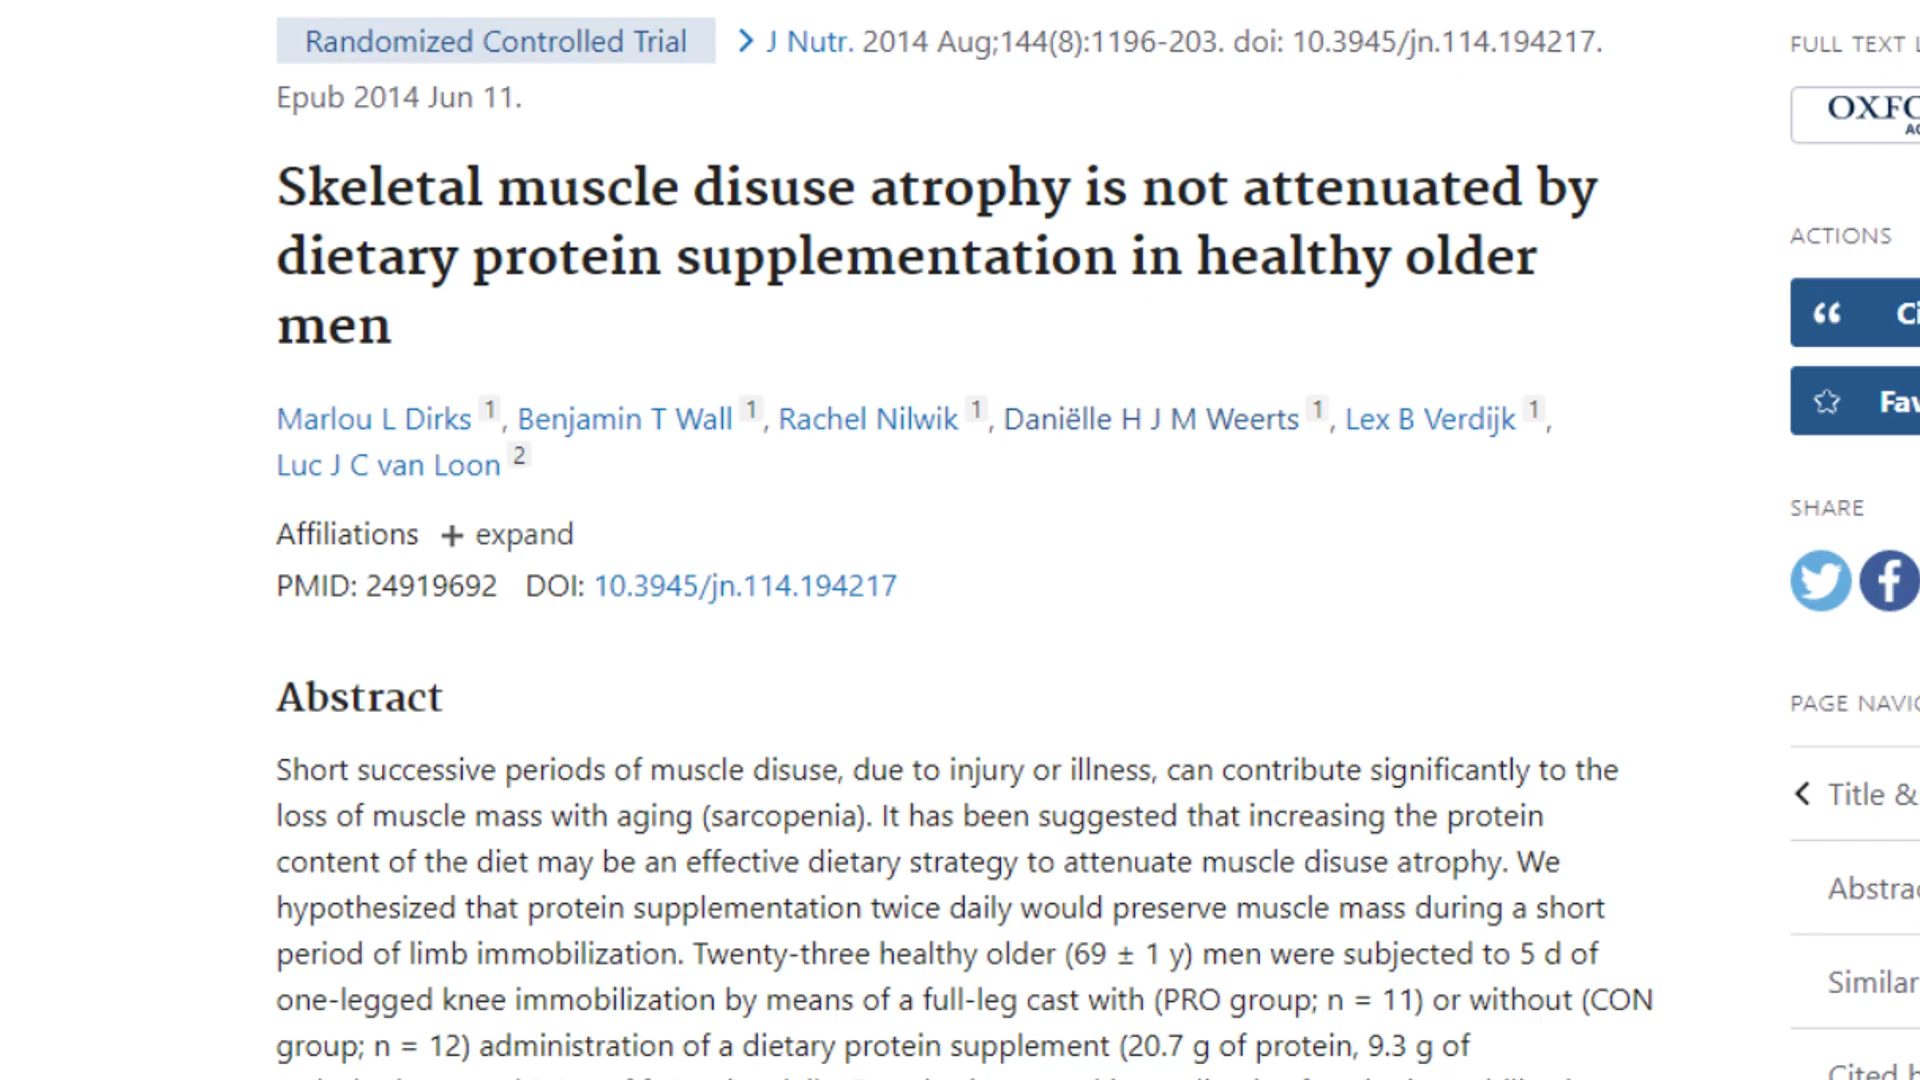 Randomized Controlled Trial > J Nutr. 2014 Aug;144(8):1196-203. doi: 10.3945/jn.114.194217.
Epub 2014 Jun 11.
Skeletal muscle disuse atrophy is not attenuated by
dietary protein supplementation in healthy older
men
Marlou L Dirks 1, Benjamin T Wall 1, Rachel Nilwik 1, Daniëlle H J M Weerts 1, Lex B Verdijk 1,
Luc J C van Loon 2
Affiliations + expand
PMID: 24919692 DOI: 10.3945/jn.114.194217
Abstract
Short successive periods of muscle disuse, due to injury or illness, can contribute significantly to the
loss of muscle mass with aging (sarcopenia). It has been suggested that increasing the protein
content of the diet may be an effective dietary strategy to attenuate muscle disuse atrophy. We
hypothesized that protein supplementation twice daily would preserve muscle mass during a short
period of limb immobilization. Twenty-three healthy older (69 ± 1 y) men were subjected to 5 d of
one-legged knee immobilization by means of a full-leg cast with (PRO group; n = 11) or without (CON
group; n = 12) administration of a dietary protein supplement (20.7 g of protein, 9.3 g of
FULL TEXT
ACTIONS
SHARE
PAGE
Title &
Similar
Cited